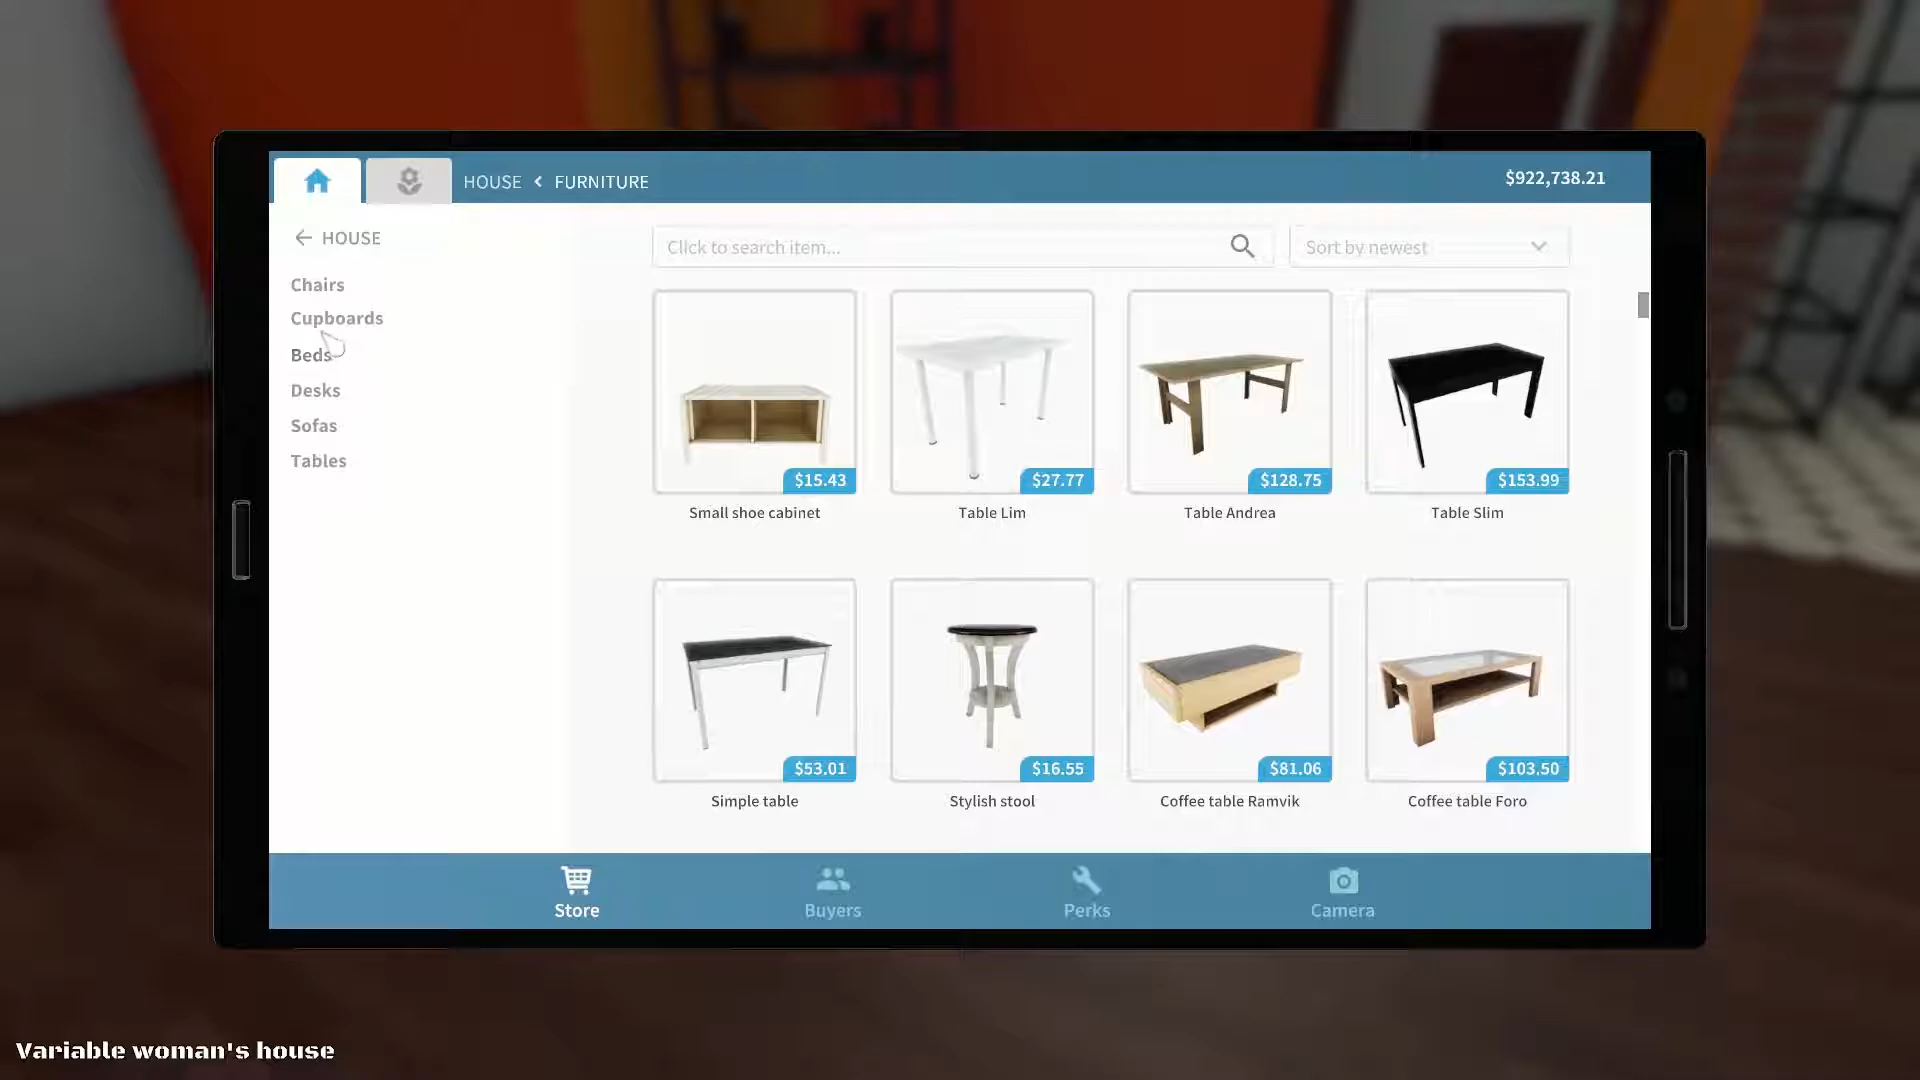 HOUSE < FURNITURE
$922,738.21
HOUSE
Click to search item...
Sort by newest
Chairs
Cupboards
Beds
Desks
Sofas
Tables
$15.43
$27.77
$128.75
$153.99
Small shoe cabinet
Table Lim
Table Andrea
Table Slim
$53.01
$16.55
$81.06
$103.50
Simple table
Stylish stool
Coffee table Ramvik
Coffee table Foro
Store
Buyers
Perks
Camera
Variable woman's house